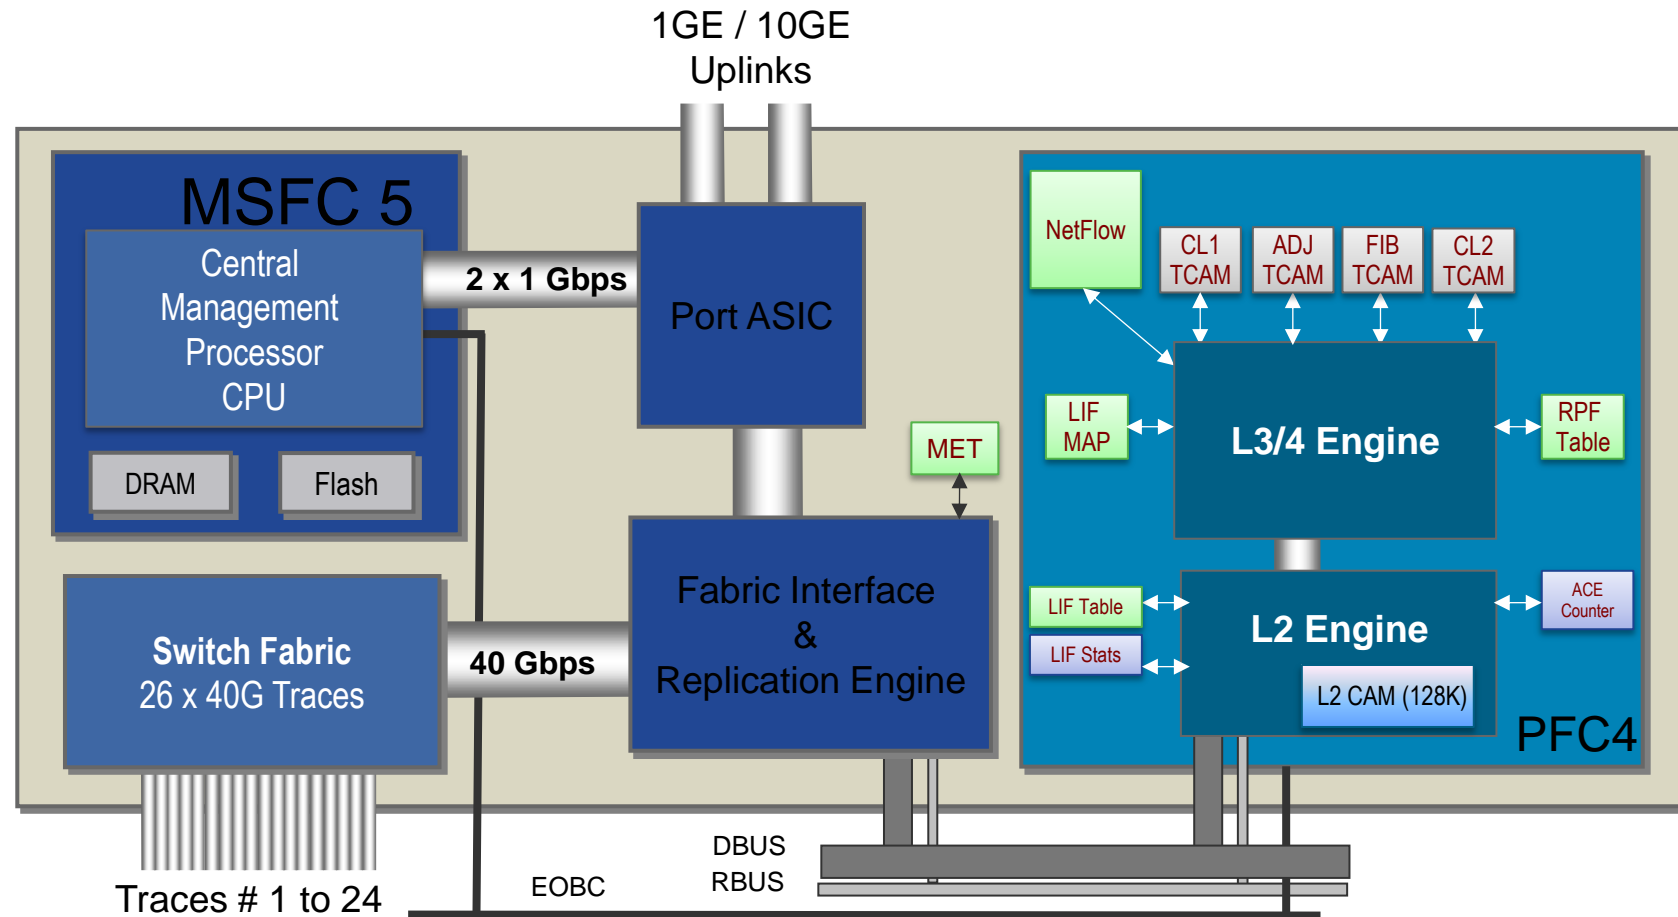 1GE / 10GE
Uplinks
MSFC 5
Central
Management
Processor
CPU
DRAM
Flash
2 x 1 Gbps
Port ASIC
MET
Fabric Interface
&
Replication Engine
Switch Fabric
26 x 40G Traces
40 Gbps
Traces # 1 to 24
EOBC
DBUS
RBUS
NetFlow
CL1
TCAM
ADJ
TCAM
FIB
TCAM
CL2
TCAM
LIF
MAP
L3/4 Engine
RPF
Table
LIF Table
LIF Stats
L2 Engine
L2 CAM (128K)
ACE
Counter
PFC4